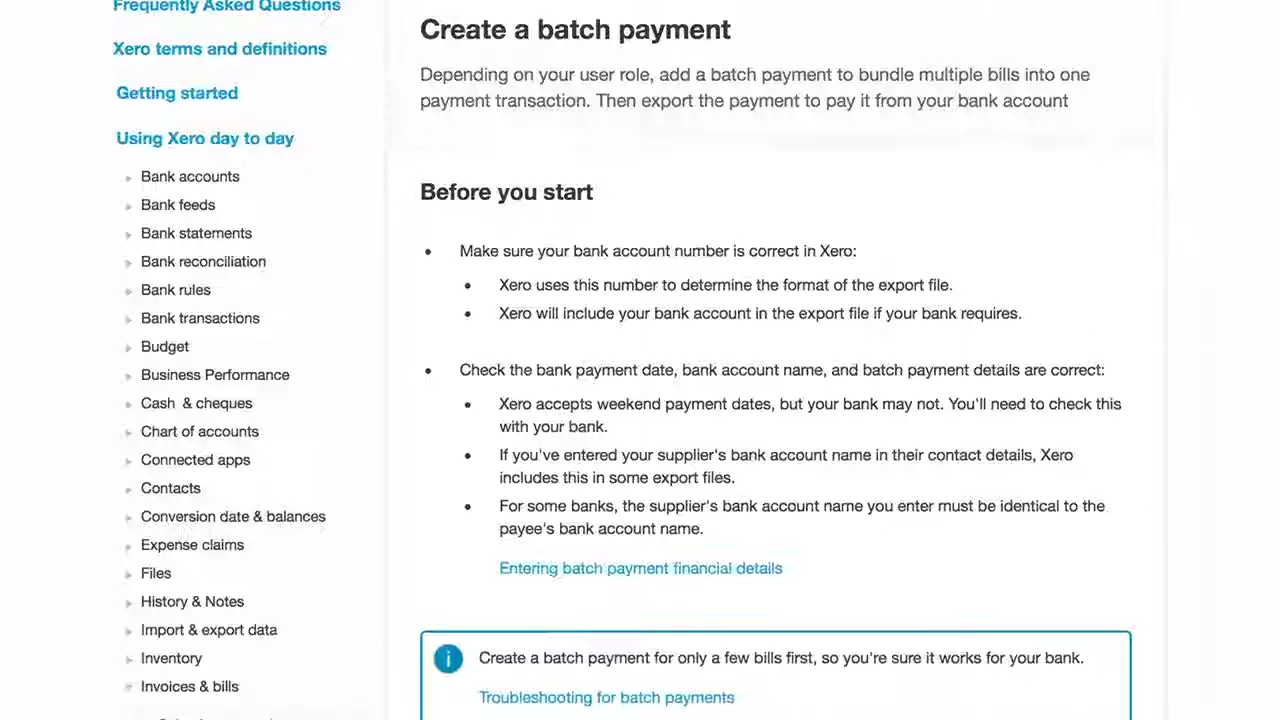 Frequently Asked Questions
Xero terms and definitions
Getting started
Using Xero day to day
Bank accounts
Bank feeds
Bank statements
Bank reconciliation
Bank rules
Bank transactions
Budget
Business Performance
Cash & cheques
Chart of accounts
Connected apps
Contacts
Conversion date & balances
Expense claims
Files
History & Notes
Import & export data
Inventory
Invoices & bills
Create a batch payment
Depending on your user role, add a batch payment to bundle multiple bills into one
payment transaction. Then export the payment to pay it from your bank account
Before you start
Make sure your bank account number is correct in Xero:
Xero uses this number to determine the format of the export file.
Xero will include your bank account in the export file if your bank requires.
Check the bank payment date, bank account name, and batch payment details are correct:
Xero accepts weekend payment dates, but your bank may not. You'll need to check this
with your bank.
If you've entered your supplier's bank account name in their contact details, Xero
includes this in some export files.
For some banks, the supplier's bank account name you enter must be identical to the
payee's bank account name.
Entering batch payment financial details
Create a batch payment for only a few bills first, so you're sure it works for your bank.
Troubleshooting for batch payments